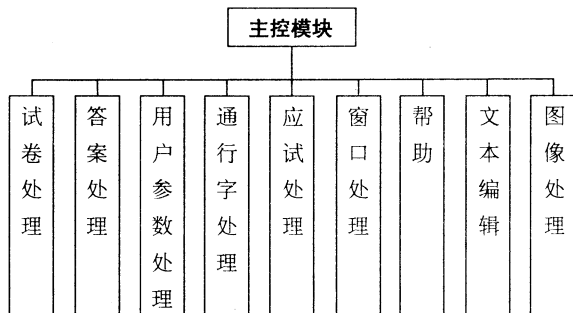 主控模块
试卷处理
答案处理
用户参数处理
通行字处理
应试处理
窗口处理
帮助
文本编辑
图像处理